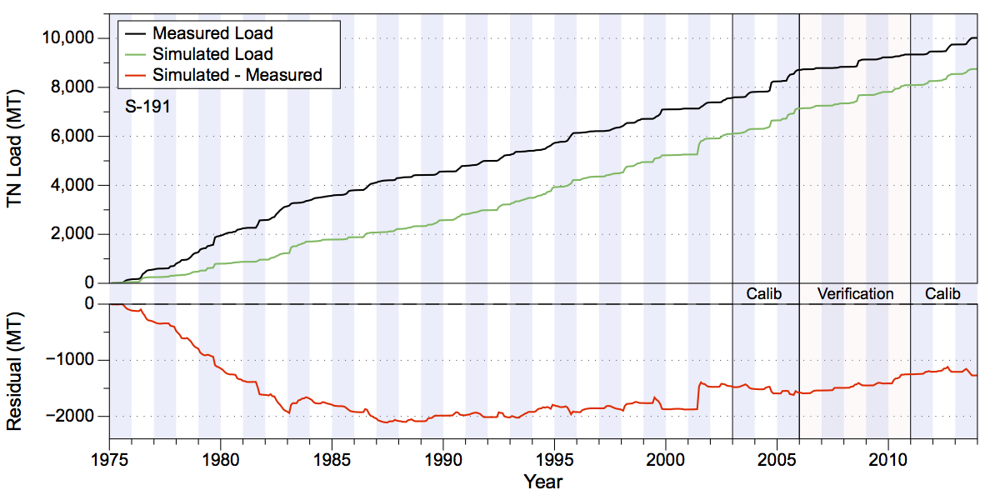 10,000
8,000
6,000
4,000
2,000
0
TN Load (MT)
Measured Load
Simulated Load
Simulated - Measured
S-191
Calib
Verification
Calib
0
−1000
−2000
Residual (MT)
1975
1980
1985
1990
1995
2000
2005
2010
Year